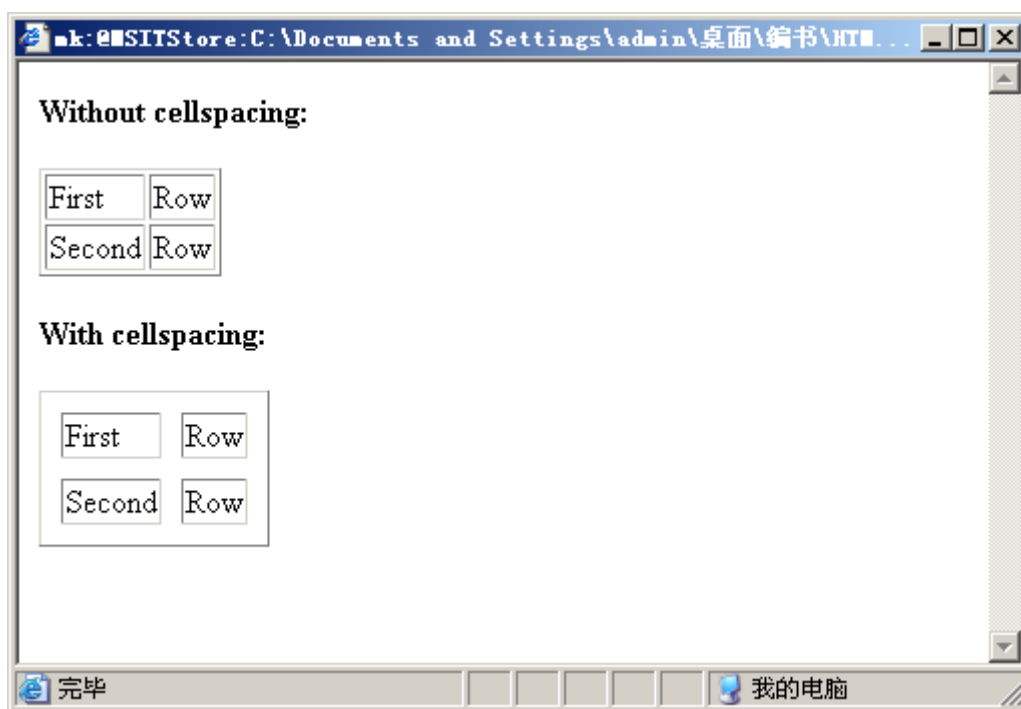 mk:@MSITStore:C:\Documents and Settings\admin\桌面\编书\HTM...
Without cellspacing:
First Row
Second Row
With cellspacing:
First Row
Second Row
完毕 我的电脑